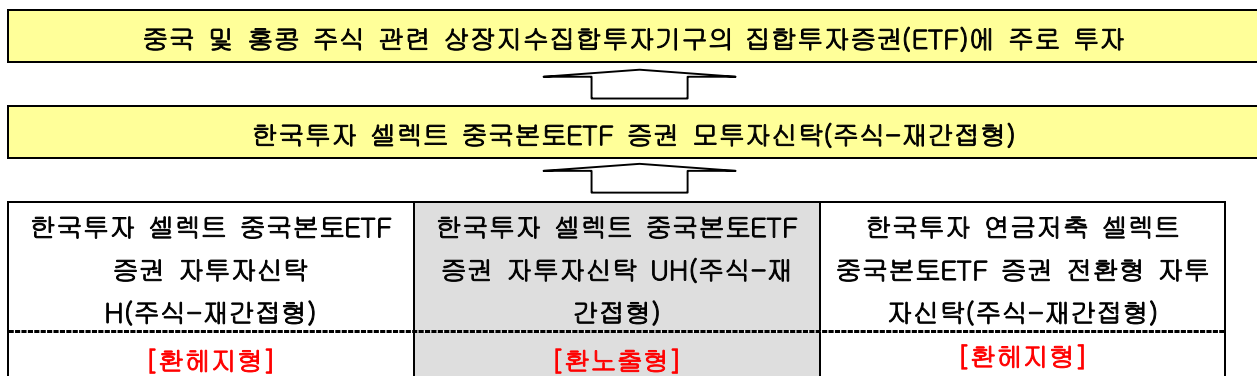 중국 및 홍콩 주식 관련 상장지수집합투자기구의 집합투자증권(ETF)에 주로 투자
한국투자 셀렉트 중국본토ETF 증권 모투자신탁(주식-재간접형)
한국투자 셀렉트 중국본토ETF
증권 자투자신탁
H(주식-재간접형)
[환헤지형]
한국투자 셀렉트 중국본토ETF
증권 자투자신탁 UH(주식-재
간접형)
[환노출형]
한국투자 연금저축 셀렉트
중국본토ETF 증권 전환형 자투
자신탁(주식-재간접형)
[환헤지형]